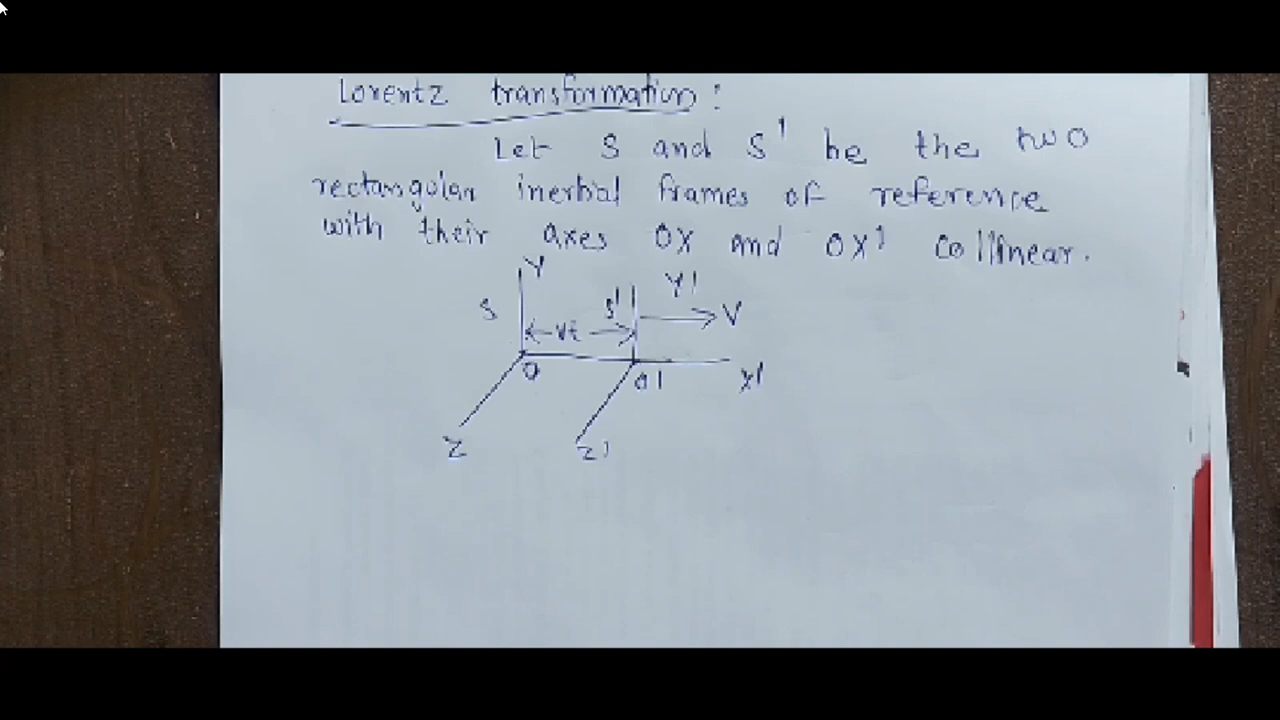 Lorentz transformation:
Let S and S' be the two
rectangular inertial frames of reference
with their axes OX and OX' collinear.
Y
S S' Y' V
Vt
O O' X'
Z Z'